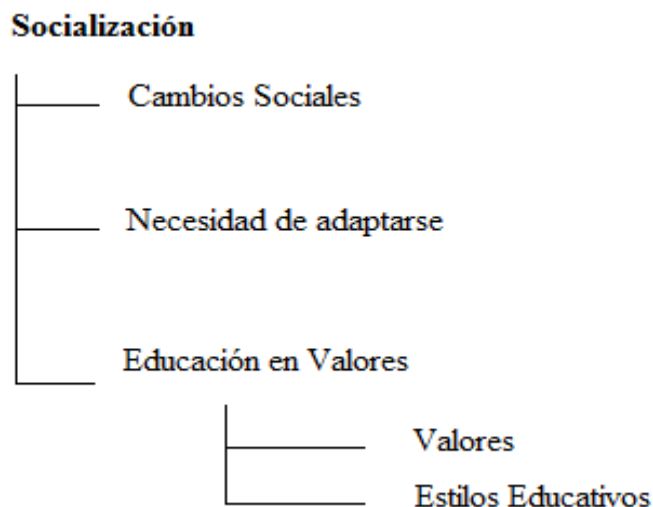 Socialización
Cambios Sociales
Necesidad de adaptarse
Educación en Valores
Valores
Estilos Educativos